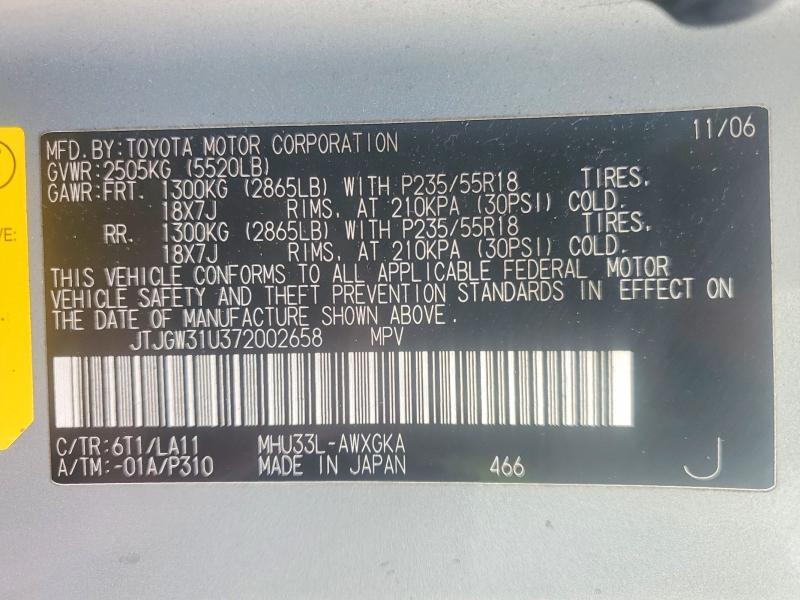 MFD.BY:TOYOTA MOTOR CORPORATION 11/06
GVWR:2505KG (5520LB)
GAWR:FRT. 1300KG (2865LB) WITH P235/55R18 TIRES,
18X7J RIMS, AT 210KPA (30PSI) COLD.
RR. 1300KG (2865LB) WITH P235/55R18 TIRES,
18X7J RIMS, AT 210KPA (30PSI) COLD.
THIS VEHICLE CONFORMS TO ALL APPLICABLE FEDERAL MOTOR
VEHICLE SAFETY AND THEFT PREVENTION STANDARDS IN EFFECT ON
THE DATE OF MANUFACTURE SHOWN ABOVE.
JTJGW31U372002658 MPV
C/TR:6T1/LA11 MHU33L-AWXGKA
A/TM:-01A/P310 MADE IN JAPAN 466 J